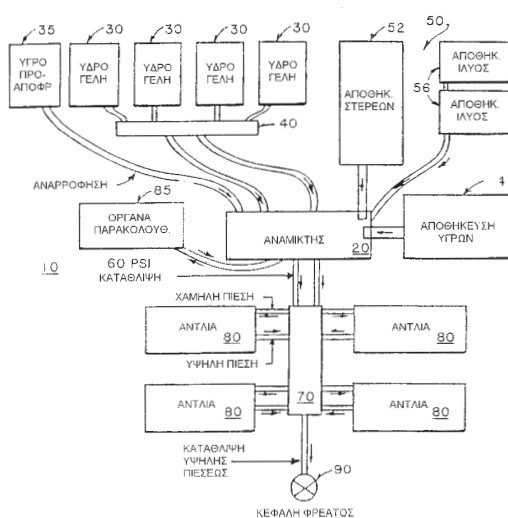 35 30 30 30 30 52 50
ΥΓΡΟ ΠΡΟ- ΑΠΟΦΡ
ΥΔΡΟ ΓΕΛΗ
ΥΔΡΟ ΓΕΛΗ
ΥΔΡΟ ΓΕΛΗ
ΥΔΡΟ ΓΕΛΗ
ΑΠΟΘΗΚ. ΣΤΕΡΕΩΝ
ΑΠΟΘΗΚ. ΙΛΥΟΣ
56
ΑΠΟΘΗΚ. ΙΛΥΟΣ
40
ΑΝΑΡΡΟΦΗΣΗ
85
ΟΡΓΑΝΑ ΠΑΡΑΚΟΛΟΥΘ.
ΑΝΑΜΙΚΤΗΣ 20
4
ΑΠΟΘΗΚΕΥΣΗ ΥΓΡΩΝ
10
60 PSI ΚΑΤΑΘΛΙΨΗ
ΧΑΜΗΛΗ ΠΙΕΣΗ
ΑΝΤΛΙΑ 80
ΑΝΤΛΙΑ 80
ΥΨΗΛΗ ΠΙΕΣΗ
70
ΑΝΤΛΙΑ 80
ΑΝΤΛΙΑ 80
ΚΑΤΑΘΛΙΨΗ ΥΨΗΛΗΣ ΠΙΕΣΕΩΣ
90
ΚΕΦΑΛΗ ΦΡΕΑΤΟΣ